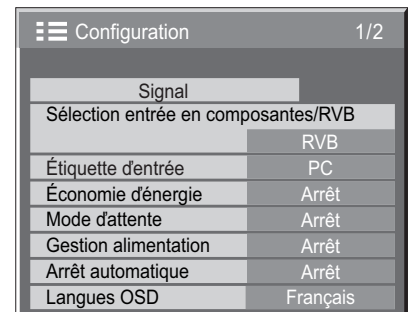 Configuration 1/2
Signal
Sélection entrée en composantes/RVB
RVB
Étiquette d'entrée PC
Économie d'énergie Arrêt
Mode d'attente Arrêt
Gestion alimentation Arrêt
Arrêt automatique Arrêt
Langues OSD Français